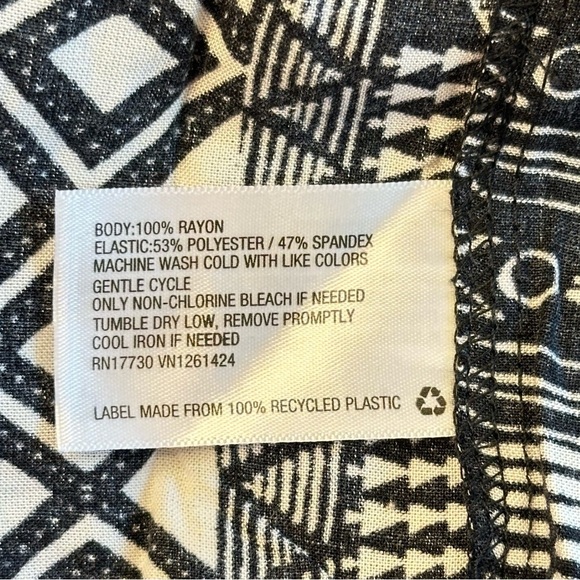 BODY:100% RAYON
ELASTIC:53% POLYESTER / 47% SPANDEX
MACHINE WASH COLD WITH LIKE COLORS
GENTLE CYCLE
ONLY NON-CHLORINE BLEACH IF NEEDED
TUMBLE DRY LOW, REMOVE PROMPTLY
COOL IRON IF NEEDED
RN17730 VN1261424
LABEL MADE FROM 100% RECYCLED PLASTIC